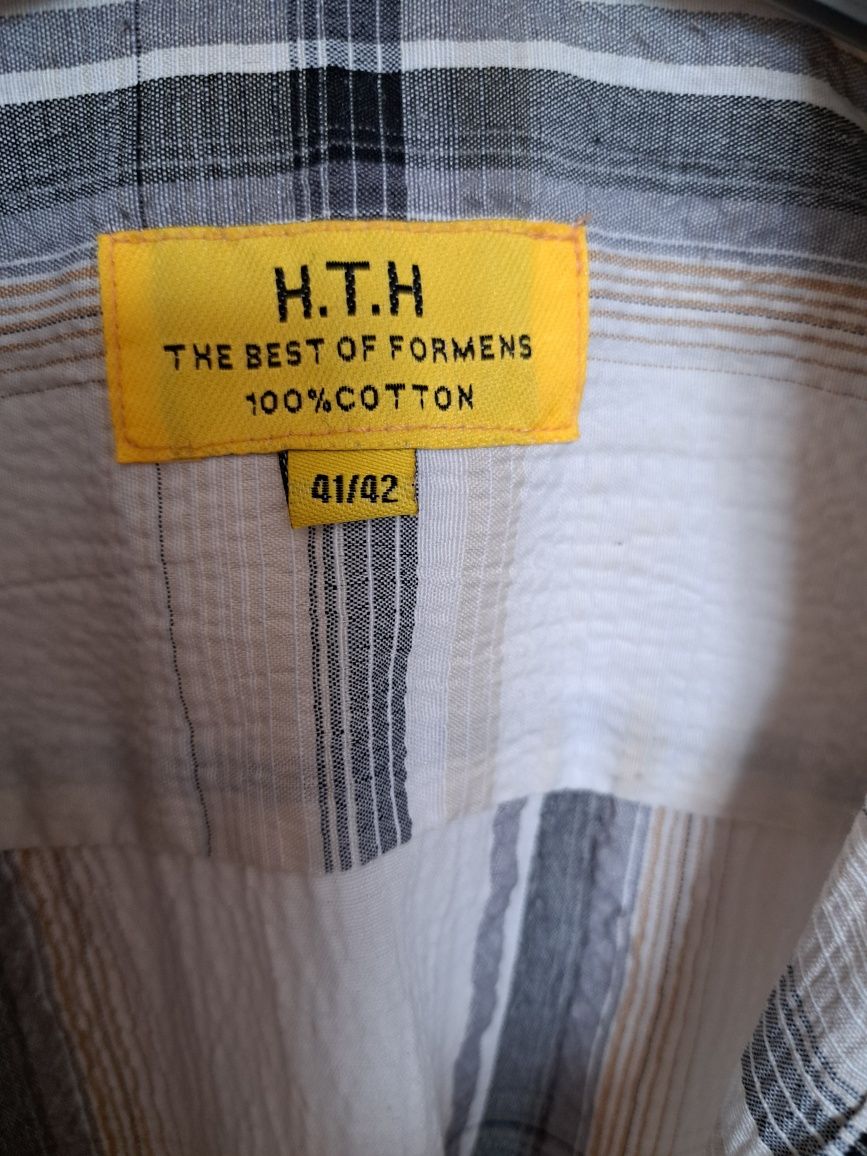 H.T.H
THE BEST OF FORMENS
100%COTTON
41/42